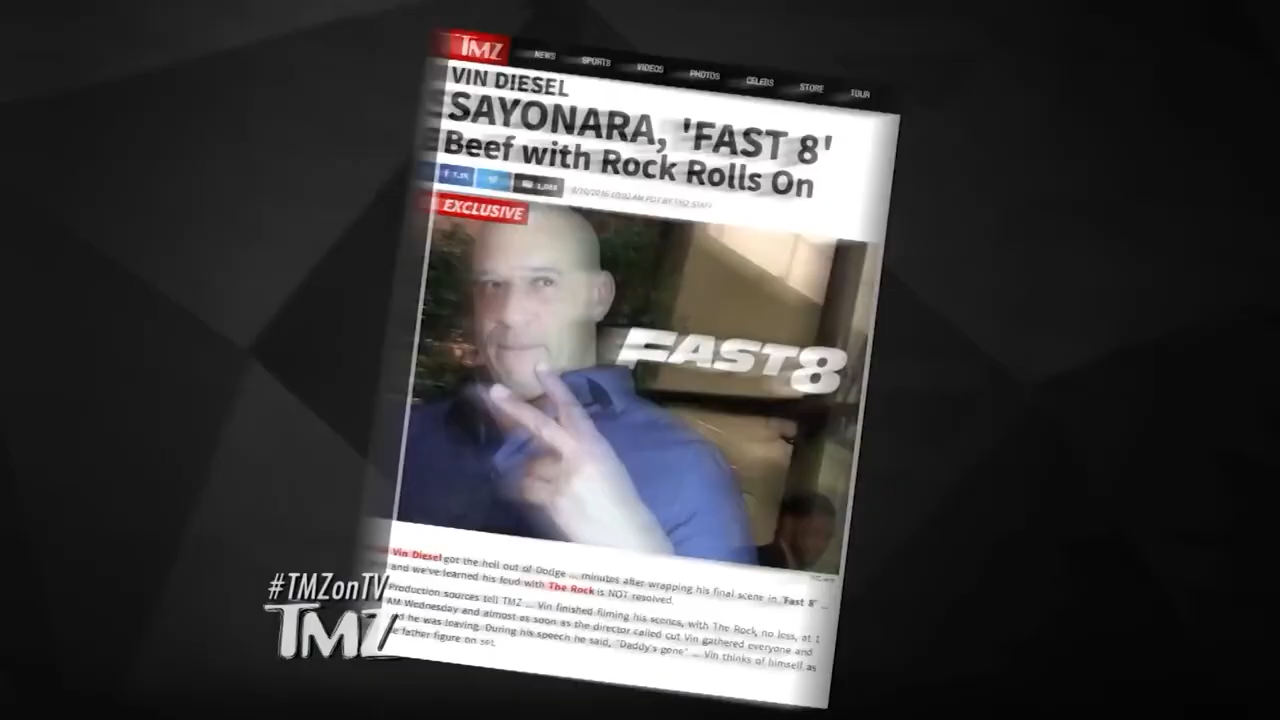 TMZ NEWS SPORTS VIDEOS PHOTOS CELEBS STORE TOUR
VIN DIESEL
SAYONARA, 'FAST 8'
Beef with Rock Rolls On
EXCLUSIVE
FAST8
Vin Diesel got the hell out of Dodge ... minutes after wrapping his final scene in 'Fast 8' ...
and we've learned his feud with The Rock is NOT resolved.
Production sources tell TMZ ... Vin finished filming his scenes, with The Rock, no less, at 1
AM Wednesday and almost as soon as the director called cut Vin gathered everyone and
he was leaving. During his speech he said, "Daddy's gone" ... Vin thinks of himself as
father figure on set.
#TMZonTV
TMZ